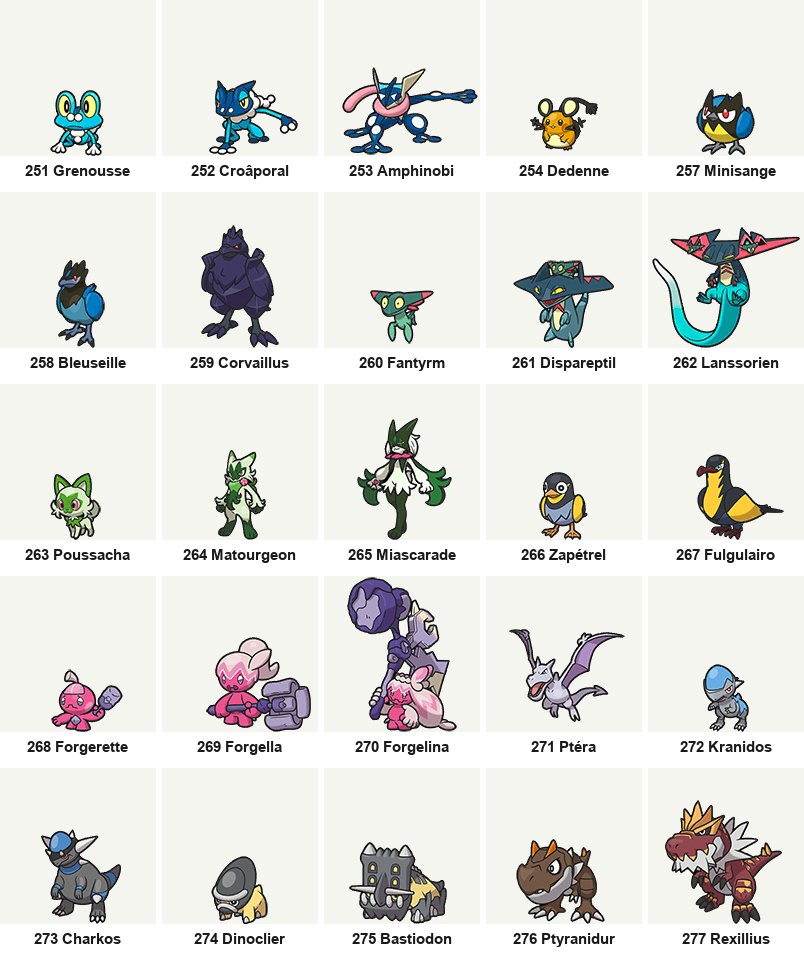 251 Grenousse
252 Croâporal
253 Amphinobi
254 Dedenne
257 Minisange
258 Bleuseille
259 Corvaillus
260 Fantyrm
261 Dispareptil
262 Lanssorien
263 Poussacha
264 Matourgeon
265 Miascarade
266 Zapétrel
267 Fulgulairo
268 Forgerette
269 Forgella
270 Forgelina
271 Ptéra
272 Kranidos
273 Charkos
274 Dinoclier
275 Bastiodon
276 Ptyranidur
277 Rexillius